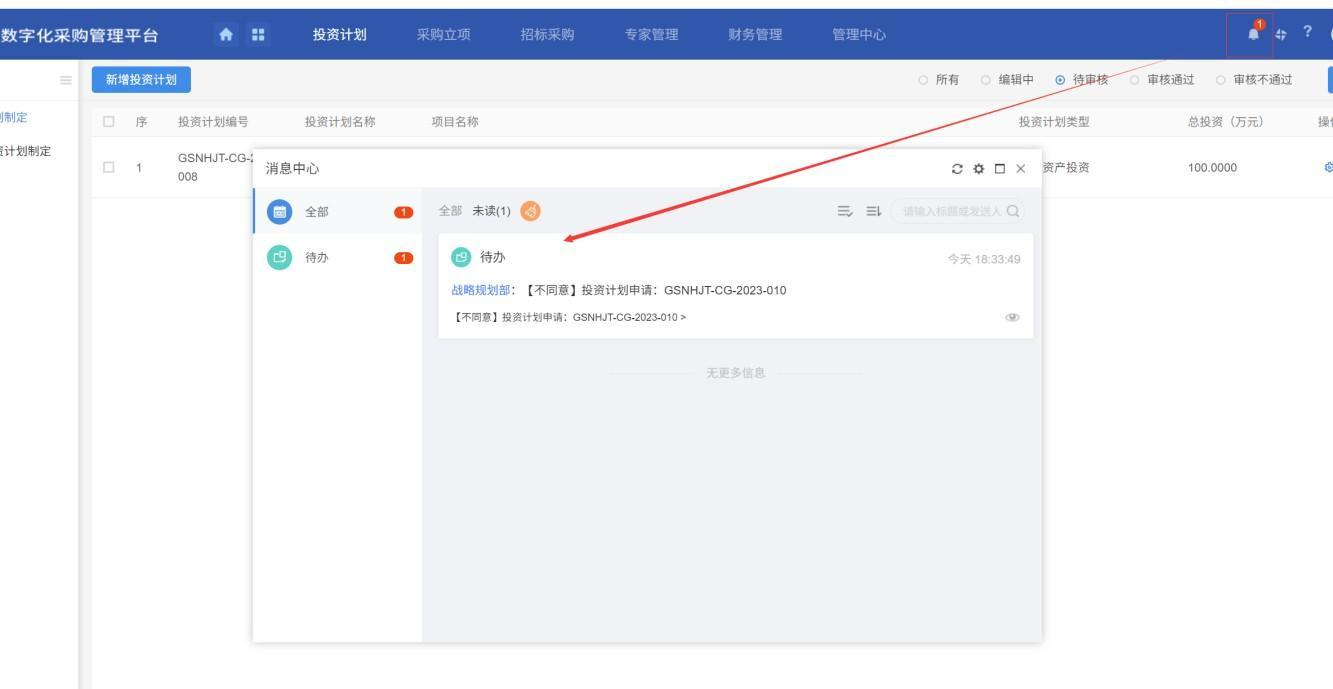 数字化采购管理平台 投资计划 采购立项 招标采购 专家管理 财务管理 管理中心 1 ?
新增投资计划 所有 编辑中 待审核 审核通过 审核不通过
制定
序 投资计划编号 投资计划名称 项目名称 投资计划类型 总投资（万元）
计划制定
1 GSNHJT-CG-2 资产投资 100.0000
008
消息中心
全部 1
待办 1
全部 未读(1) 请输入标题或发送人
待办 今天 18:33:49
战略规划部：【不同意】投资计划申请：GSNHJT-CG-2023-010
【不同意】投资计划申请：GSNHJT-CG-2023-010 >
无更多信息